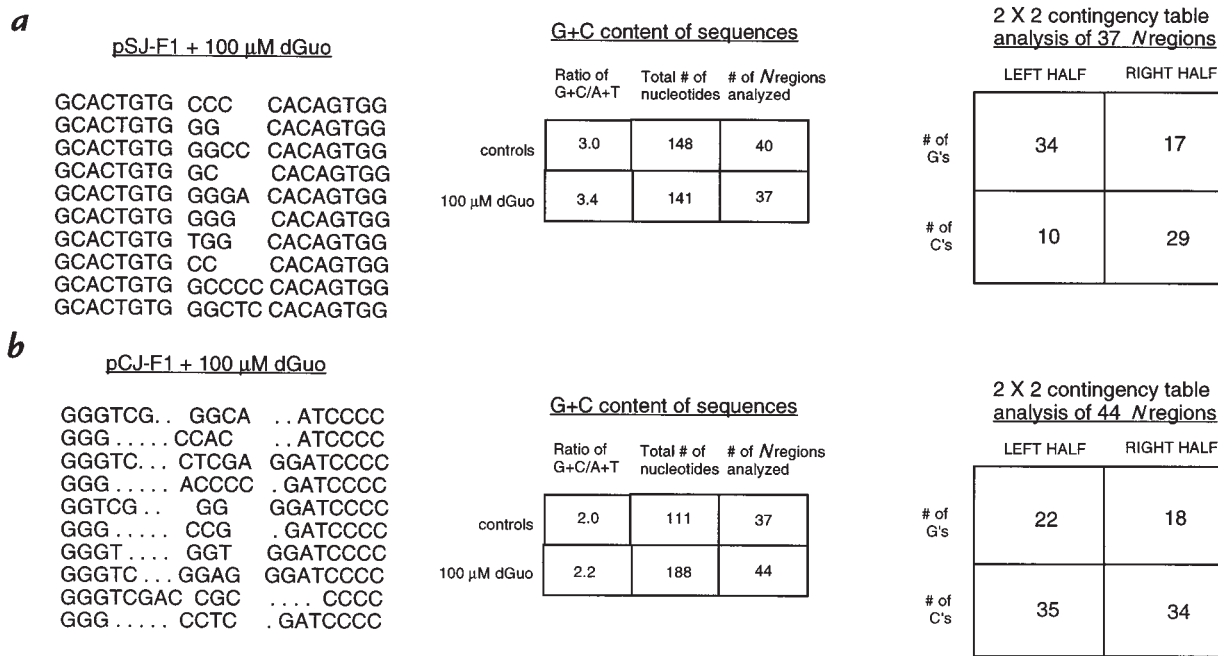 a
pSJ-F1 + 100 µM dGuo
GCACTGTG CCC CACAGTGG
GCACTGTG GG CACAGTGG
GCACTGTG GGCC CACAGTGG
GCACTGTG GC CACAGTGG
GCACTGTG GGGA CACAGTGG
GCACTGTG GGG CACAGTGG
GCACTGTG TGG CACAGTGG
GCACTGTG CC CACAGTGG
GCACTGTG GCCCC CACAGTGG
GCACTGTG GGCTC CACAGTGG
G+C content of sequences
Ratio of G+C/A+T Total # of nucleotides # of N regions analyzed
controls 3.0 148 40
100 µM dGuo 3.4 141 37
2 X 2 contingency table
analysis of 37 N regions
LEFT HALF RIGHT HALF
# of G's 34 17
# of C's 10 29
b
pCJ-F1 + 100 µM dGuo
GGGTCG.. GGCA ..ATCCCC
GGG..... CCAC ..ATCCCC
GGGTC... CTCGA GGATCCCC
GGG..... ACCCC .GATCCCC
GGTCG.. GG GGATCCCC
GGG..... CCG .GATCCCC
GGGT.... GGT GGATCCCC
GGGTC... GGAG GGATCCCC
GGGTCGAC CGC ....CCCC
GGG..... CCTC .GATCCCC
G+C content of sequences
Ratio of G+C/A+T Total # of nucleotides # of N regions analyzed
controls 2.0 111 37
100 µM dGuo 2.2 188 44
2 X 2 contingency table
analysis of 44 N regions
LEFT HALF RIGHT HALF
# of G's 22 18
# of C's 35 34